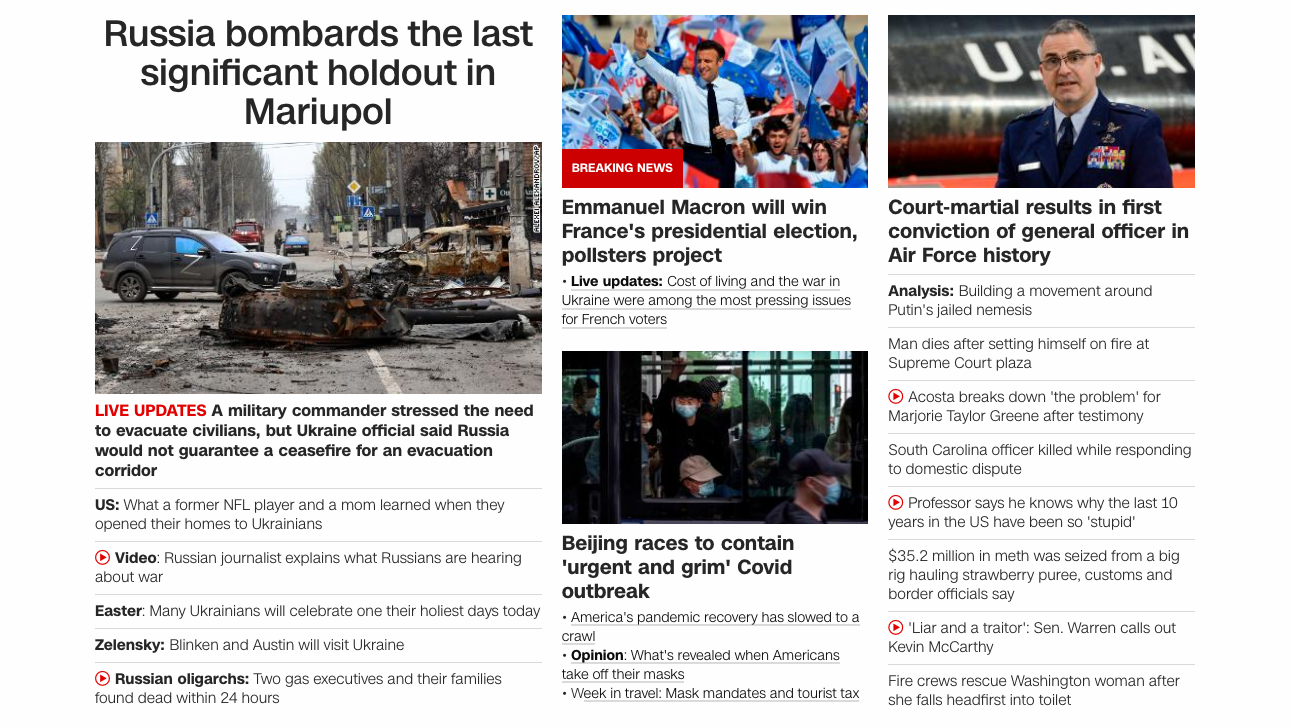 Russia bombards the last
significant holdout in
Mariupol
ALEXEI ALEXANDROV/AP
LIVE UPDATES A military commander stressed the need
to evacuate civilians, but Ukraine official said Russia
would not guarantee a ceasefire for an evacuation
corridor
US: What a former NFL player and a mom learned when they
opened their homes to Ukrainians
Video: Russian journalist explains what Russians are hearing
about war
Easter: Many Ukrainians will celebrate one their holiest days today
Zelensky: Blinken and Austin will visit Ukraine
Russian oligarchs: Two gas executives and their families
found dead within 24 hours
BREAKING NEWS
Emmanuel Macron will win
France's presidential election,
pollsters project
• Live updates: Cost of living and the war in
Ukraine were among the most pressing issues
for French voters
Beijing races to contain
'urgent and grim' Covid
outbreak
• America's pandemic recovery has slowed to a
crawl
• Opinion: What's revealed when Americans
take off their masks
• Week in travel: Mask mandates and tourist tax
U.S. AI
Court-martial results in first
conviction of general officer in
Air Force history
Analysis: Building a movement around
Putin's jailed nemesis
Man dies after setting himself on fire at
Supreme Court plaza
Acosta breaks down 'the problem' for
Marjorie Taylor Greene after testimony
South Carolina officer killed while responding
to domestic dispute
Professor says he knows why the last 10
years in the US have been so 'stupid'
$35.2 million in meth was seized from a big
rig hauling strawberry puree, customs and
border officials say
'Liar and a traitor': Sen. Warren calls out
Kevin McCarthy
Fire crews rescue Washington woman after
she falls headfirst into toilet